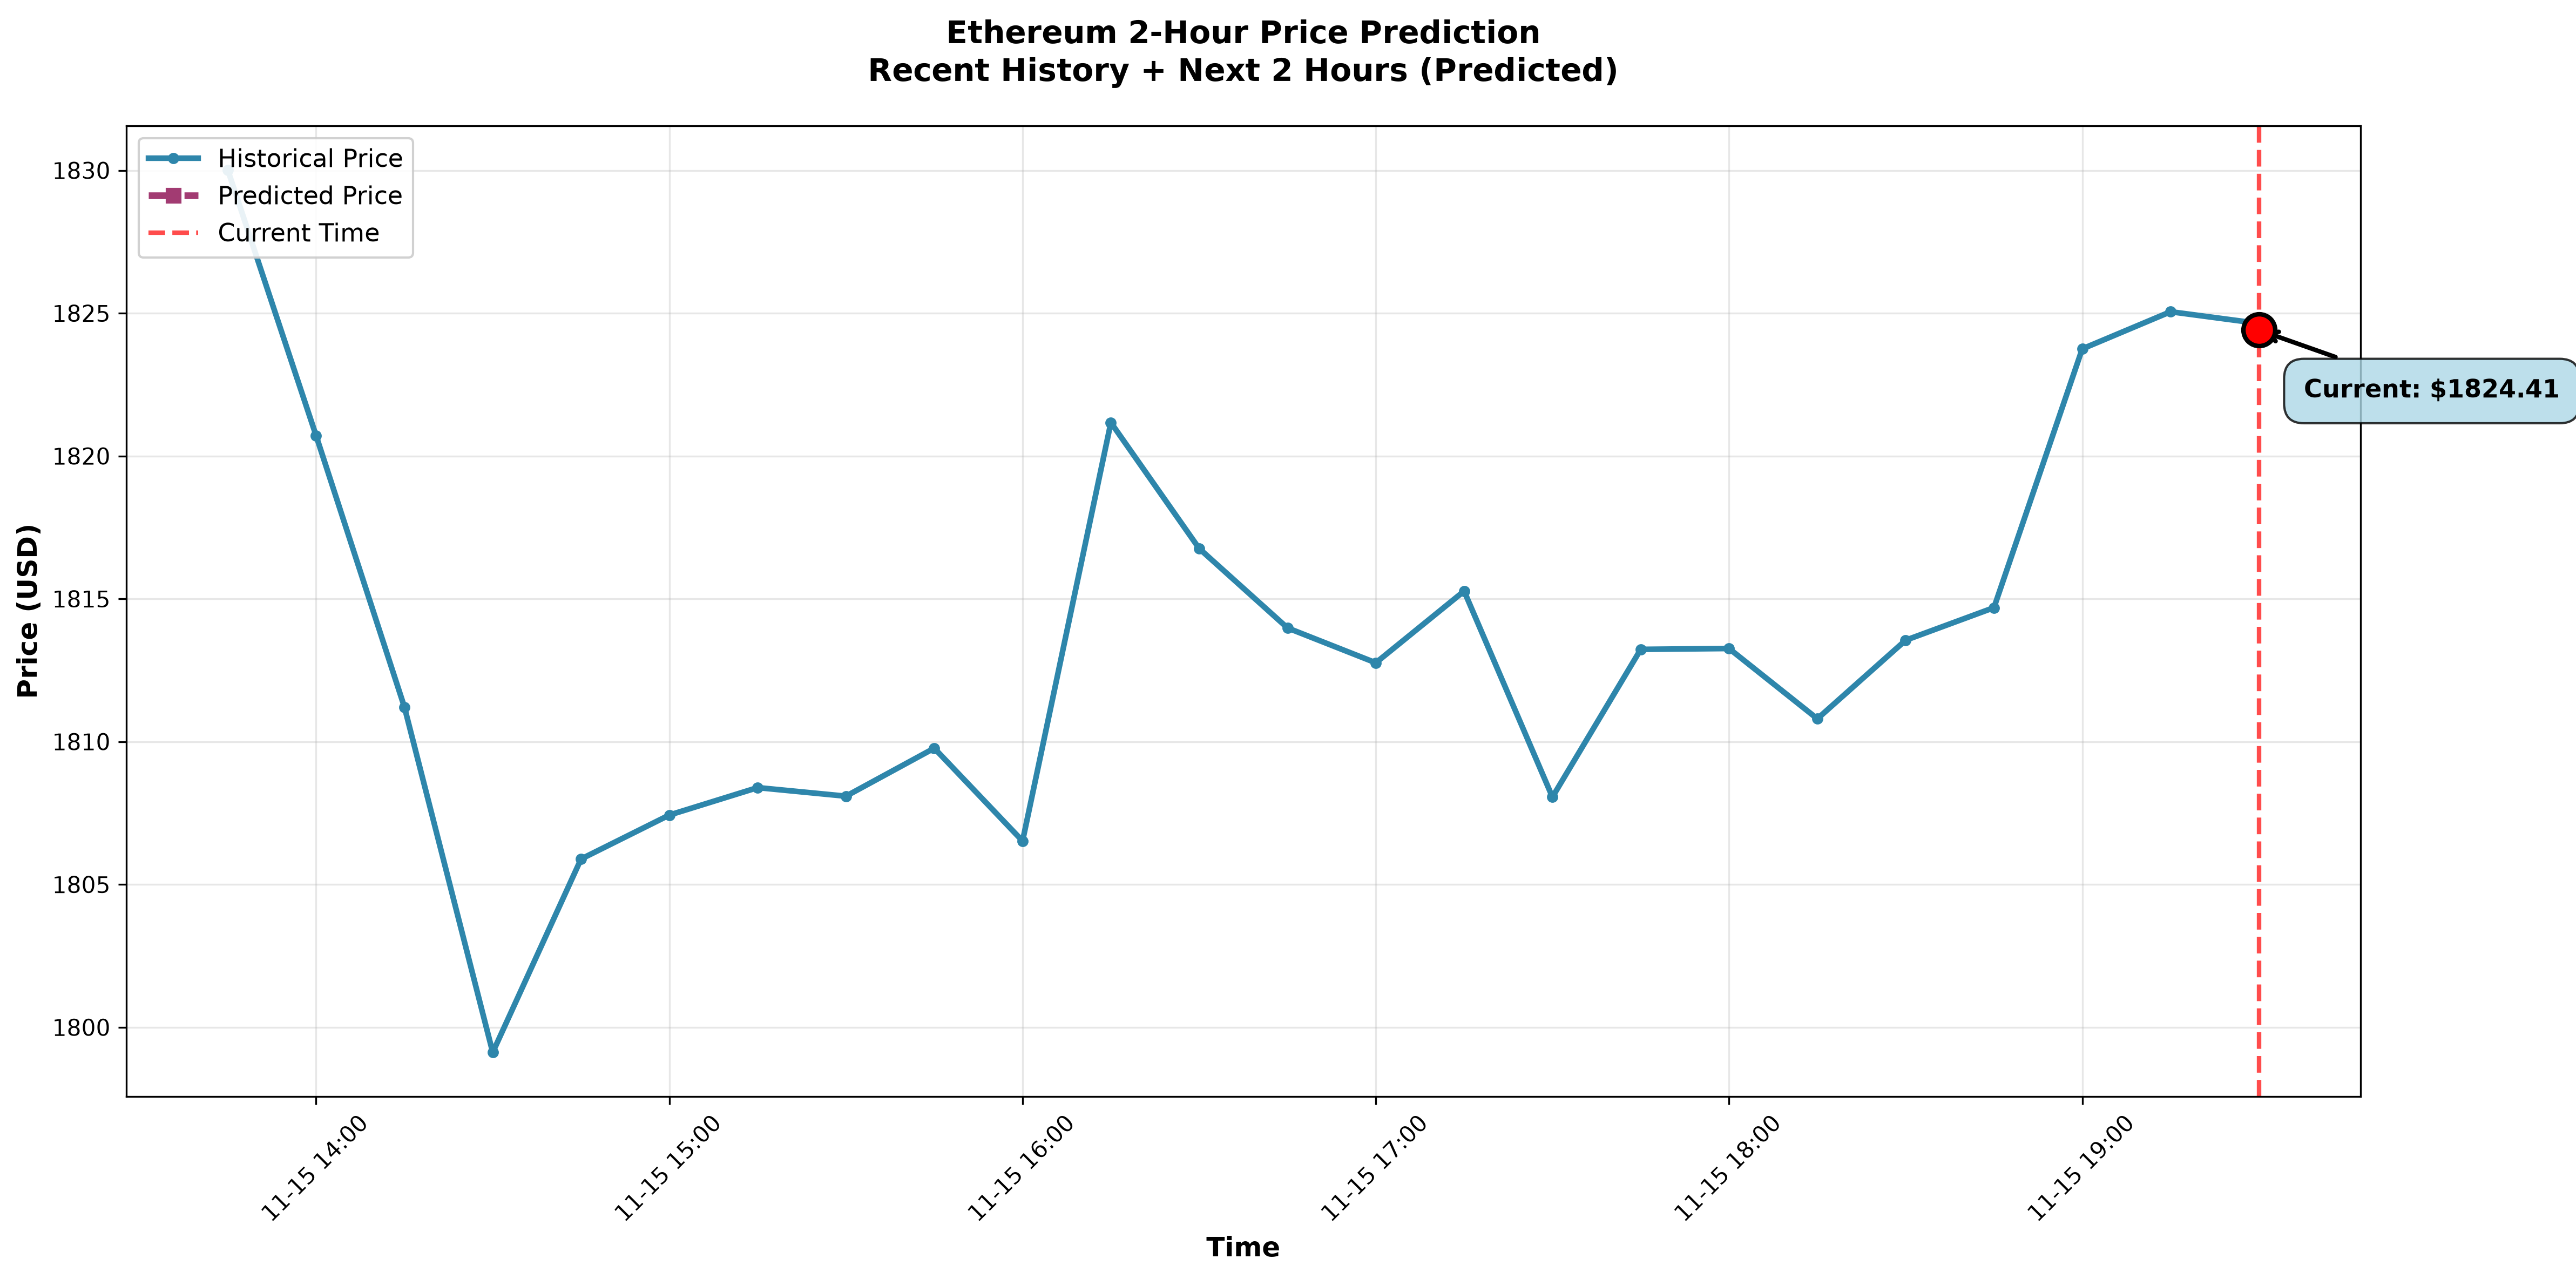 Ethereum 2-Hour Price Prediction
Recent History + Next 2 Hours (Predicted)
Historical Price
Predicted Price
Current Time
1830
1825
1820
1815
1810
1805
1800
Price (USD)
Current: $1824.41
11-15 14:00
11-15 15:00
11-15 16:00
11-15 17:00
11-15 18:00
11-15 19:00
Time